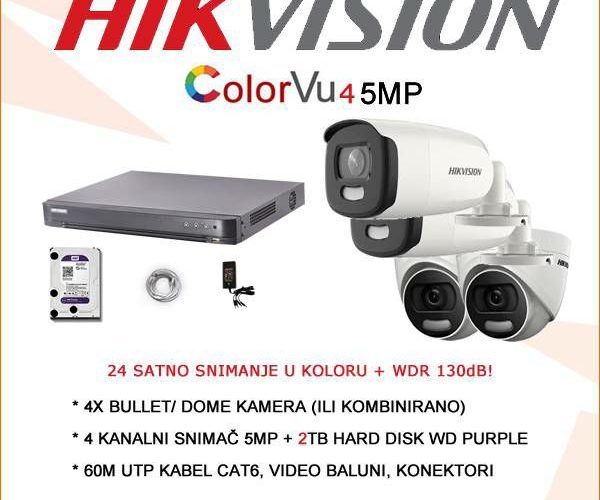 HIKVISION
ColorVu4 5MP
HIKVISION
24 SATNO SNIMANJE U KOLORU + WDR 130dB!
* 4X BULLET/ DOME KAMERA (ILI KOMBINIRANO)
* 4 KANALNI SNIMAČ 5MP + 2TB HARD DISK WD PURPLE
* 60M UTP KABEL CAT6, VIDEO BALUNI, KONEKTORI